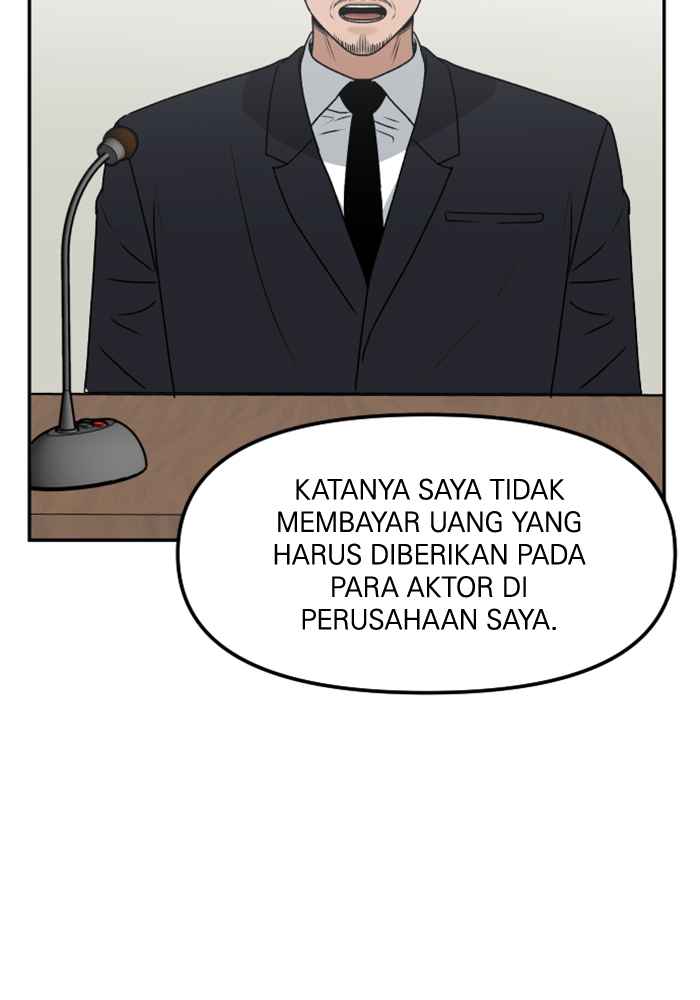 KATANYA SAYA TIDAK
MEMBAYAR UANG YANG
HARUS DIBERIKAN PADA
PARA AKTOR DI
PERUSAHAAN SAYA.